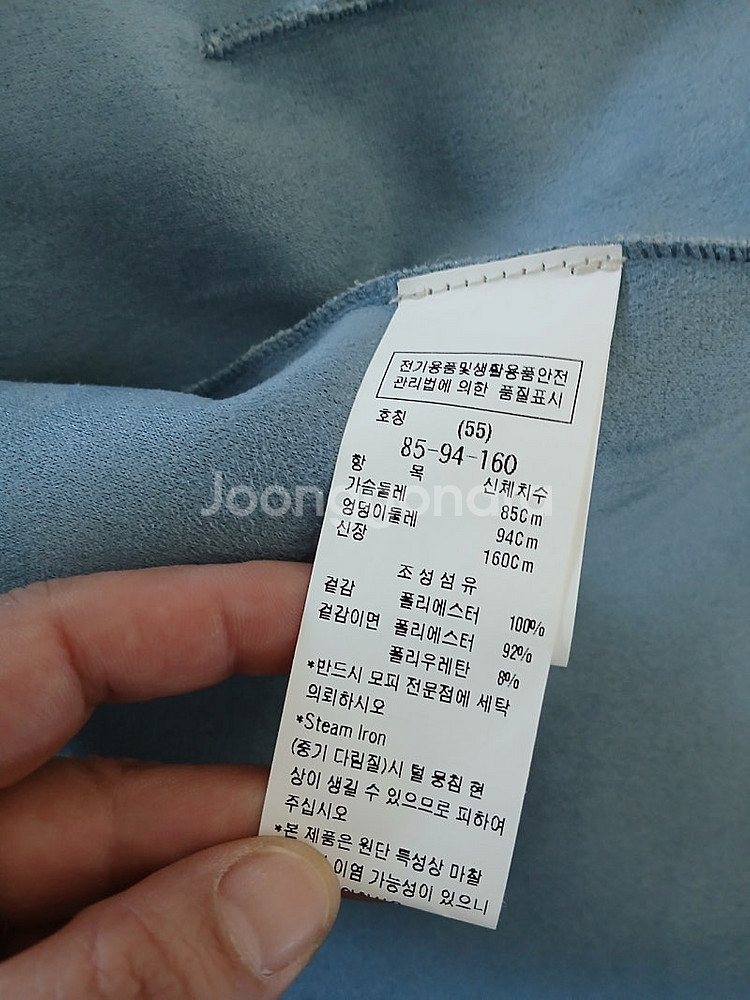 전기용품및생활용품안전
관리법에 의한 품질표시
호칭
(55)
85-94-160
항 목 신체치수
가슴둘레 85Cm
엉덩이둘레 94Cm
신장 160Cm
조성섬유
겉감 폴리에스터 100%
겉감이면 폴리에스터 92%
폴리우레탄 8%
*반드시 모피 전문점에 세탁
의뢰하시오
*Steam Iron
(중기 다림질)시 털 뭉침 현
상이 생길 수 있으므로 피하여
주십시오
*본 제품은 원단 특성상 마찰
이염 가능성이 있으니
Joonggonara